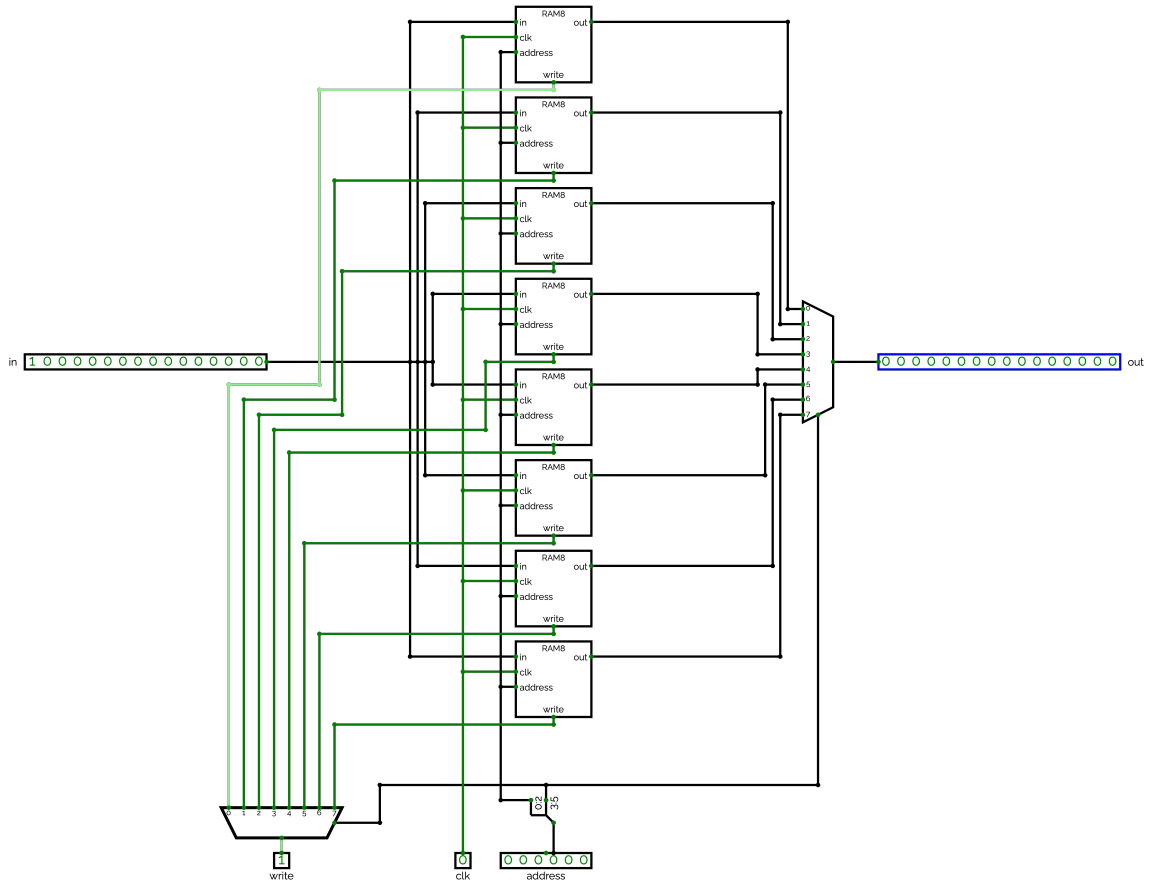 RAM8
in out
clk
address
write
RAM8
in out
clk
address
write
RAM8
in out
clk
address
write
RAM8
in out
clk
address
write
RAM8
in out
clk
address
write
RAM8
in out
clk
address
write
RAM8
in out
clk
address
write
RAM8
in out
clk
address
write
in 1 0 0 0 0 0 0 0 0 0 0 0 0 0 0 0
0
1
2
3
4
5
6
7
0 0 0 0 0 0 0 0 0 0 0 0 0 0 0 0 out
0 1 2 3 4 5 6 7
0:2 3:5
1
write
0
clk
0 0 0 0 0 0
address